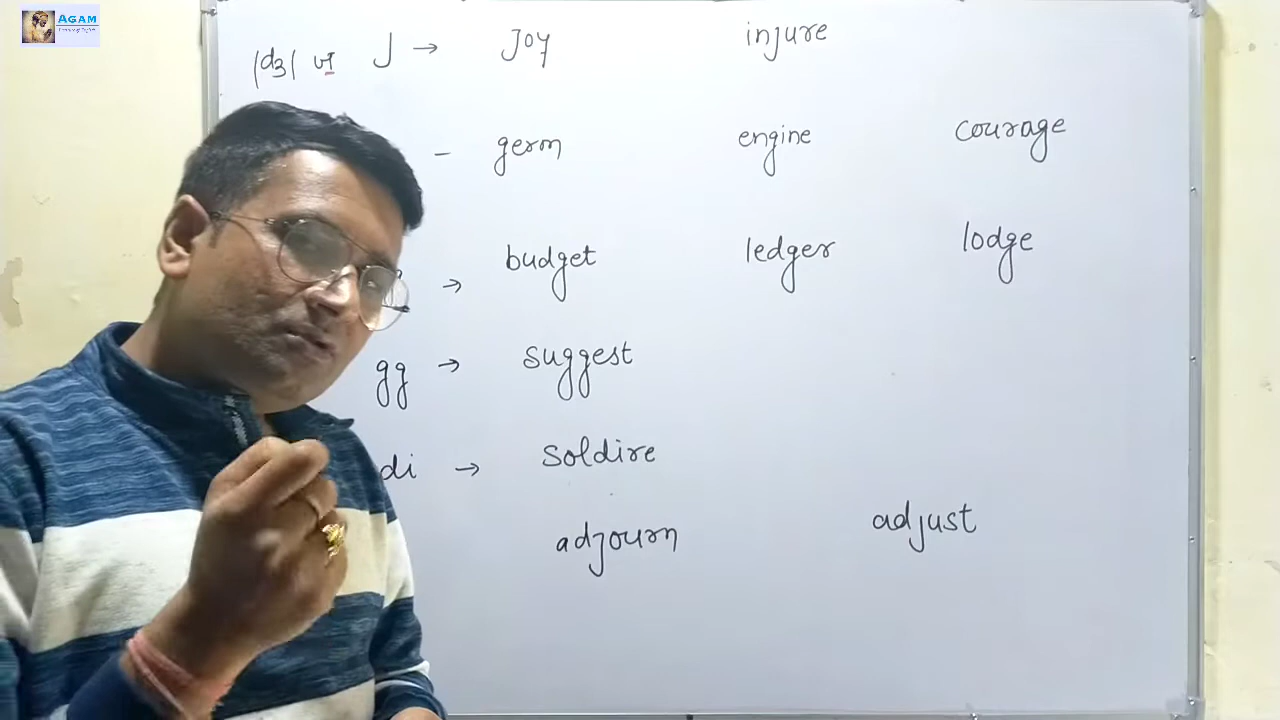 AGAM
/dʒ/ ज J → Joy injure
- germ engine courage
→ budget ledger lodge
gg → suggest
di → soldire
adjourn adjust